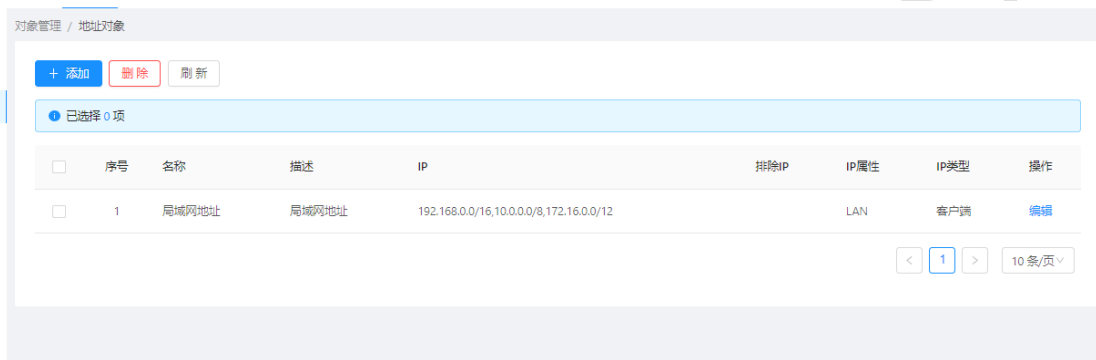 对象管理 / 地址对象
+ 添加 删 除 刷 新
已选择 0 项
序号 名称 描述 IP 排除IP IP属性 IP类型 操作
1 局域网地址 局域网地址 192.168.0.0/16,10.0.0.0/8,172.16.0.0/12 LAN 客户端 编辑
< 1 > 10 条/页